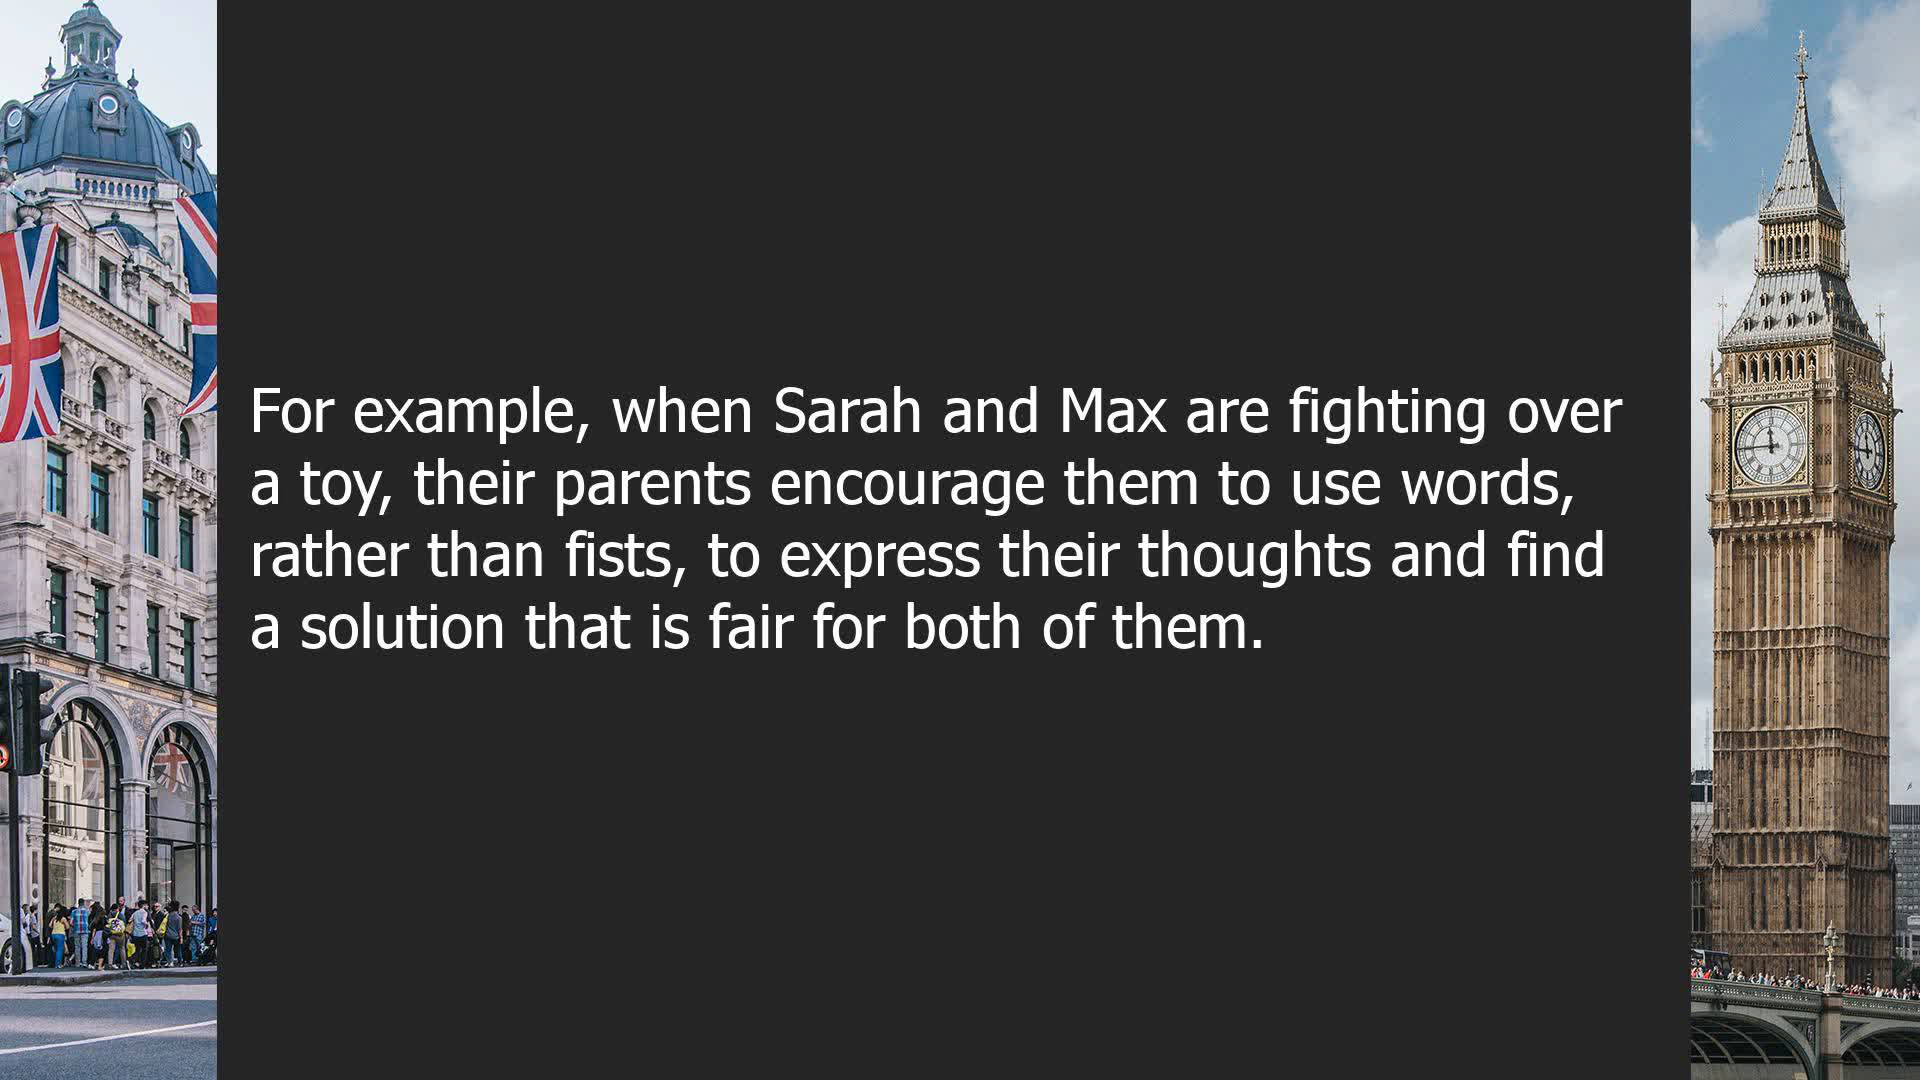 For example, when Sarah and Max are fighting over
a toy, their parents encourage them to use words,
rather than fists, to express their thoughts and find
a solution that is fair for both of them.